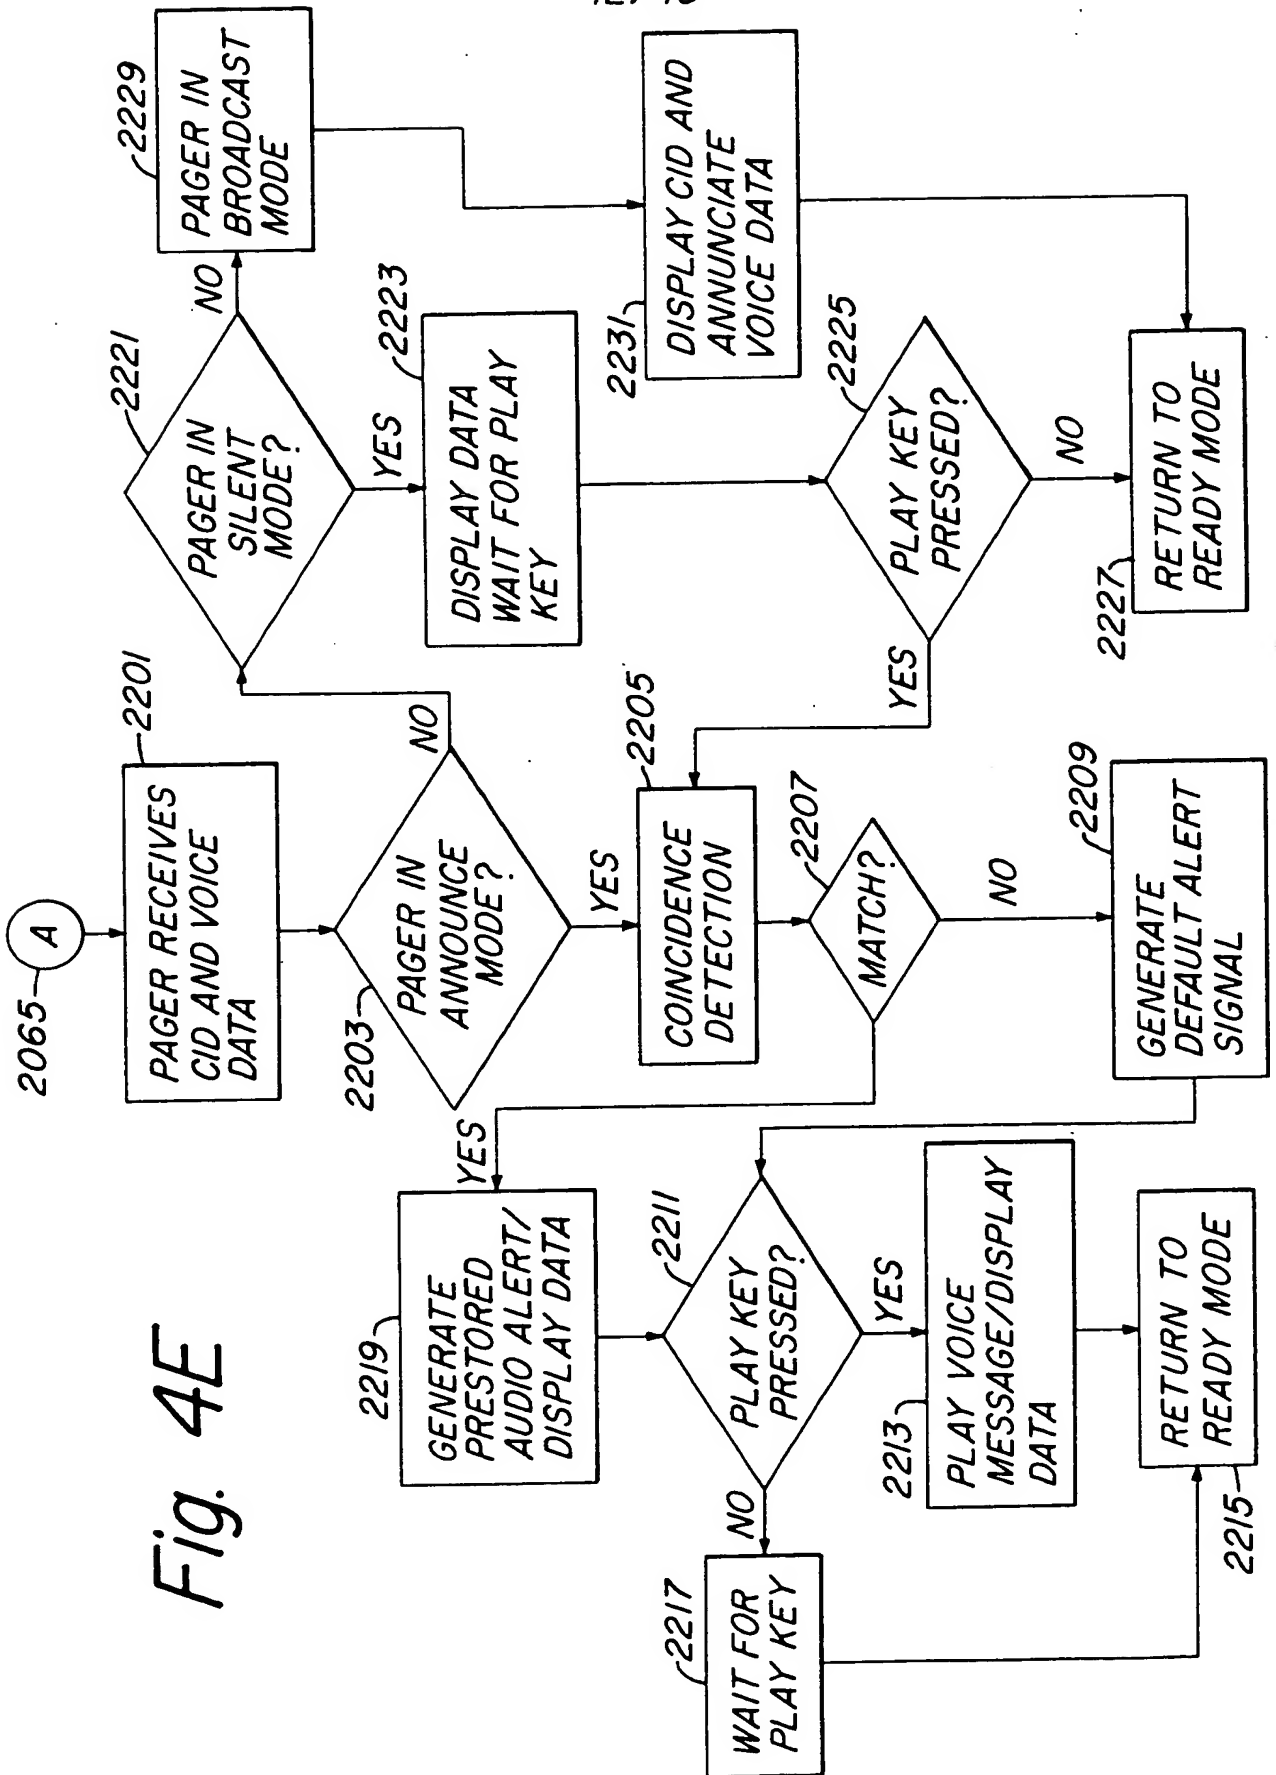 Fig. 4E
2065
A
2201
PAGER RECEIVES
CID AND VOICE
DATA
2203
PAGER IN
ANNOUNCE
MODE?
NO
YES
2221
PAGER IN
SILENT
MODE?
NO
YES
2229
PAGER IN
BROADCAST
MODE
2223
DISPLAY DATA
WAIT FOR PLAY
KEY
2231
DISPLAY CID AND
ANNUNCIATE
VOICE DATA
2225
PLAY KEY
PRESSED?
YES
NO
2227
RETURN TO
READY MODE
2205
COINCIDENCE
DETECTION
2207
MATCH?
YES
NO
2209
GENERATE
DEFAULT ALERT
SIGNAL
2219
GENERATE
PRESTORED
AUDIO ALERT/
DISPLAY DATA
2211
PLAY KEY
PRESSED?
NO
YES
2213
PLAY VOICE
MESSAGE/DISPLAY
DATA
2217
WAIT FOR
PLAY KEY
2215
RETURN TO
READY MODE